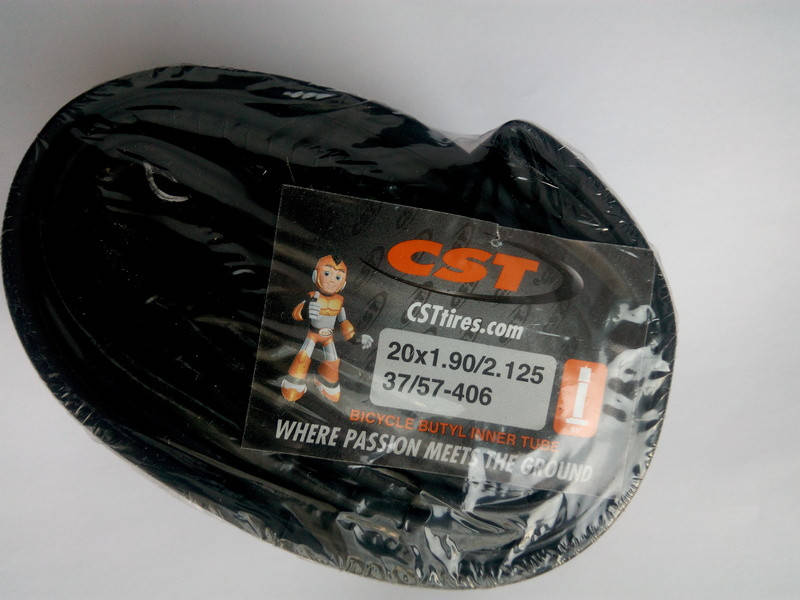 CST
CSTtires.com
20x1.90/2.125
37/57-406
BICYCLE BUTYL INNER TUBE
WHERE PASSION MEETS THE GROUND